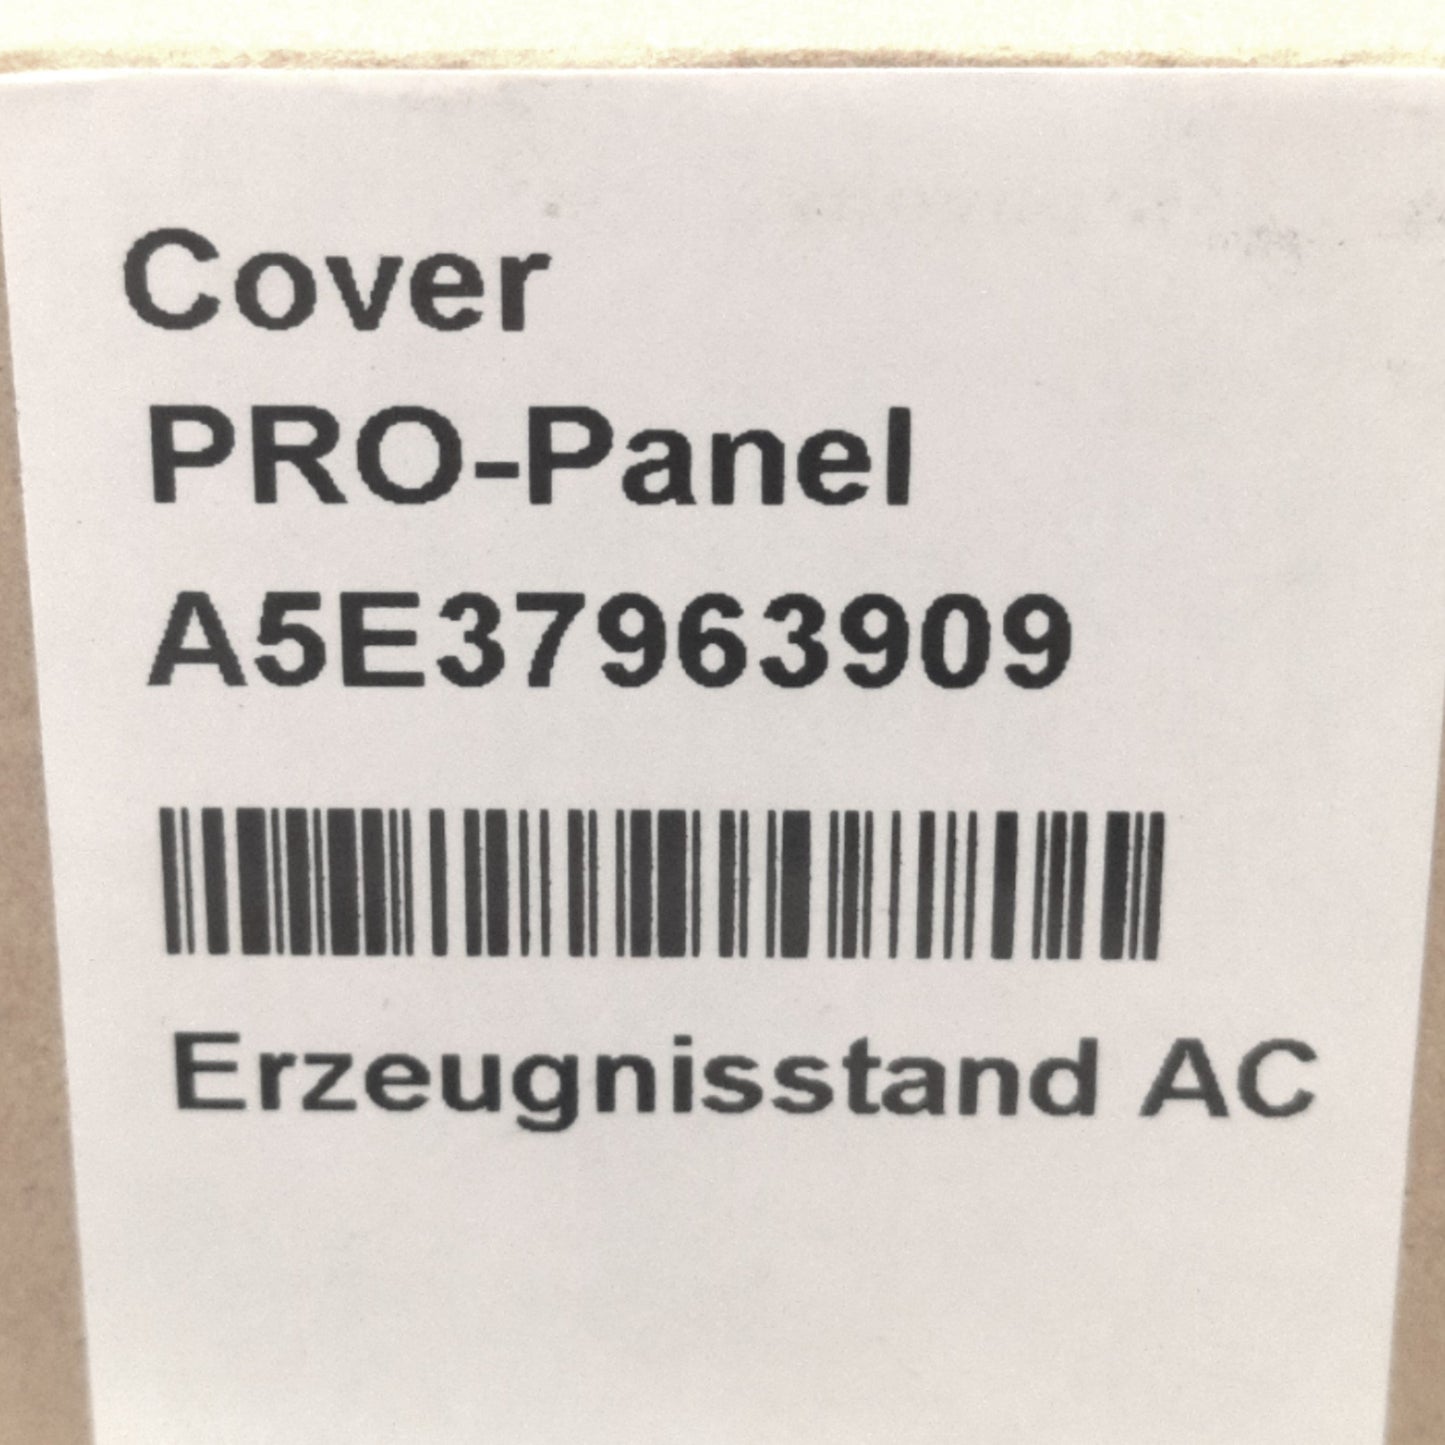 Cover
PRO-Panel
A5E37963909
Erzeugnisstand AC